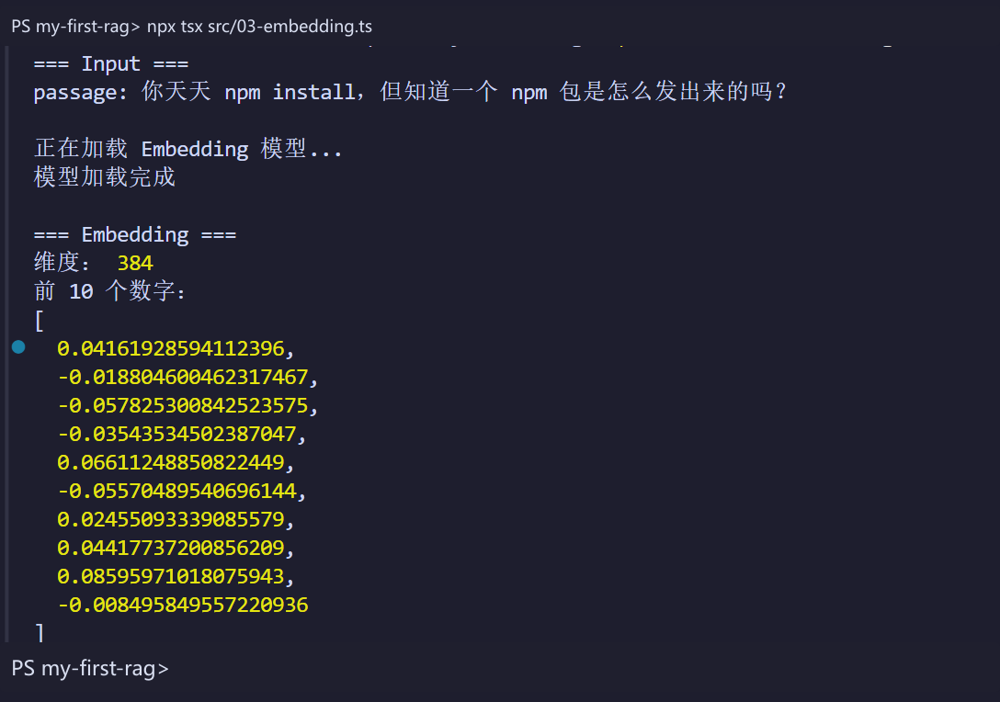 PS my-first-rag> npx tsx src/03-embedding.ts
=== Input ===
passage: 你天天 npm install，但知道一个 npm 包是怎么发出来的吗？
正在加载 Embedding 模型...
模型加载完成
=== Embedding ===
维度： 384
前 10 个数字：
[
0.04161928594112396,
-0.018804600462317467,
-0.057825300842523575,
-0.03543534502387047,
0.06611248850822449,
-0.05570489540696144,
0.02455093339085579,
0.04417737200856209,
0.08595971018075943,
-0.008495849557220936
]
PS my-first-rag>